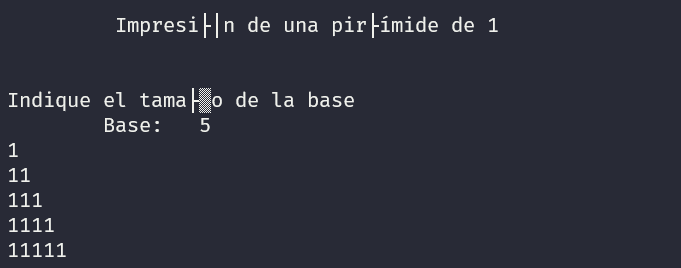 Impresi├│n de una pir├ímide de 1
Indique el tama├▒o de la base
Base: 5
1
11
111
1111
11111